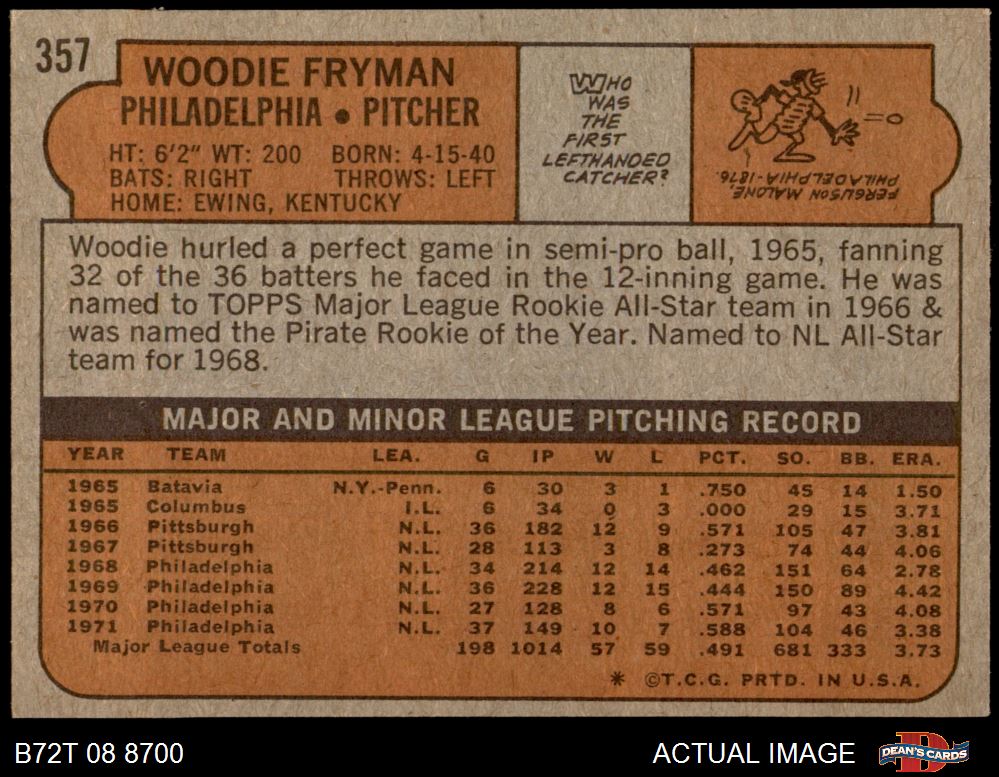 357
WOODIE FRYMAN
PHILADELPHIA • PITCHER
HT: 6'2" WT: 200 BORN: 4-15-40
BATS: RIGHT THROWS: LEFT
HOME: EWING, KENTUCKY
WHO
WAS
THE
FIRST
LEFTHANDED
CATCHER?
FERGUSON MALONE,
PHILADELPHIA-1876.
Woodie hurled a perfect game in semi-pro ball, 1965, fanning
32 of the 36 batters he faced in the 12-inning game. He was
named to TOPPS Major League Rookie All-Star team in 1966 &
was named the Pirate Rookie of the Year. Named to NL All-Star
team for 1968.
MAJOR AND MINOR LEAGUE PITCHING RECORD
YEAR TEAM LEA. G IP W L PCT. SO. BB. ERA.
1965 Batavia N.Y.-Penn. 6 30 3 1 .750 45 14 1.50
1965 Columbus I.L. 6 34 0 3 .000 29 15 3.71
1966 Pittsburgh N.L. 36 182 12 9 .571 105 47 3.81
1967 Pittsburgh N.L. 28 113 3 8 .273 74 44 4.06
1968 Philadelphia N.L. 34 214 12 14 .462 151 64 2.78
1969 Philadelphia N.L. 36 228 12 15 .444 150 89 4.42
1970 Philadelphia N.L. 27 128 8 6 .571 97 43 4.08
1971 Philadelphia N.L. 37 149 10 7 .588 104 46 3.38
Major League Totals 198 1014 57 59 .491 681 333 3.73
* ©T.C.G. PRTD. IN U.S.A.
B72T 08 8700 ACTUAL IMAGE DEAN'S CARDS